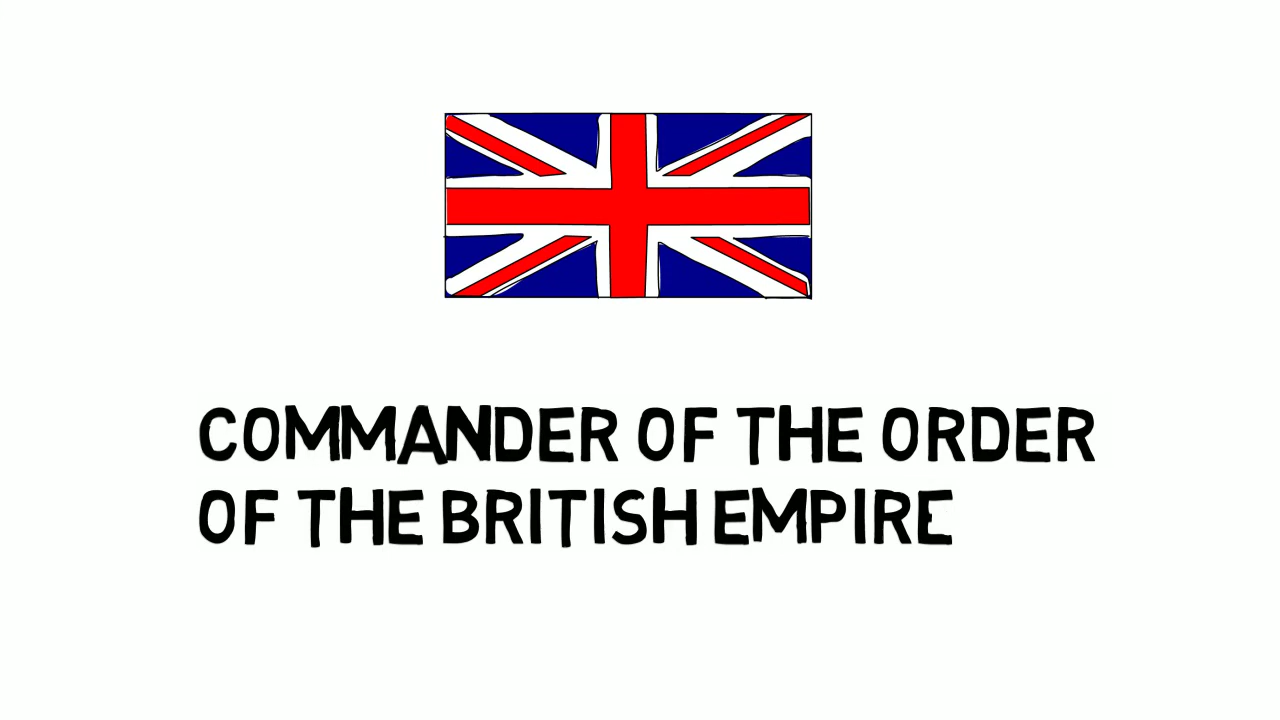 COMMANDER OF THE ORDER
OF THE BRITISH EMPIRE